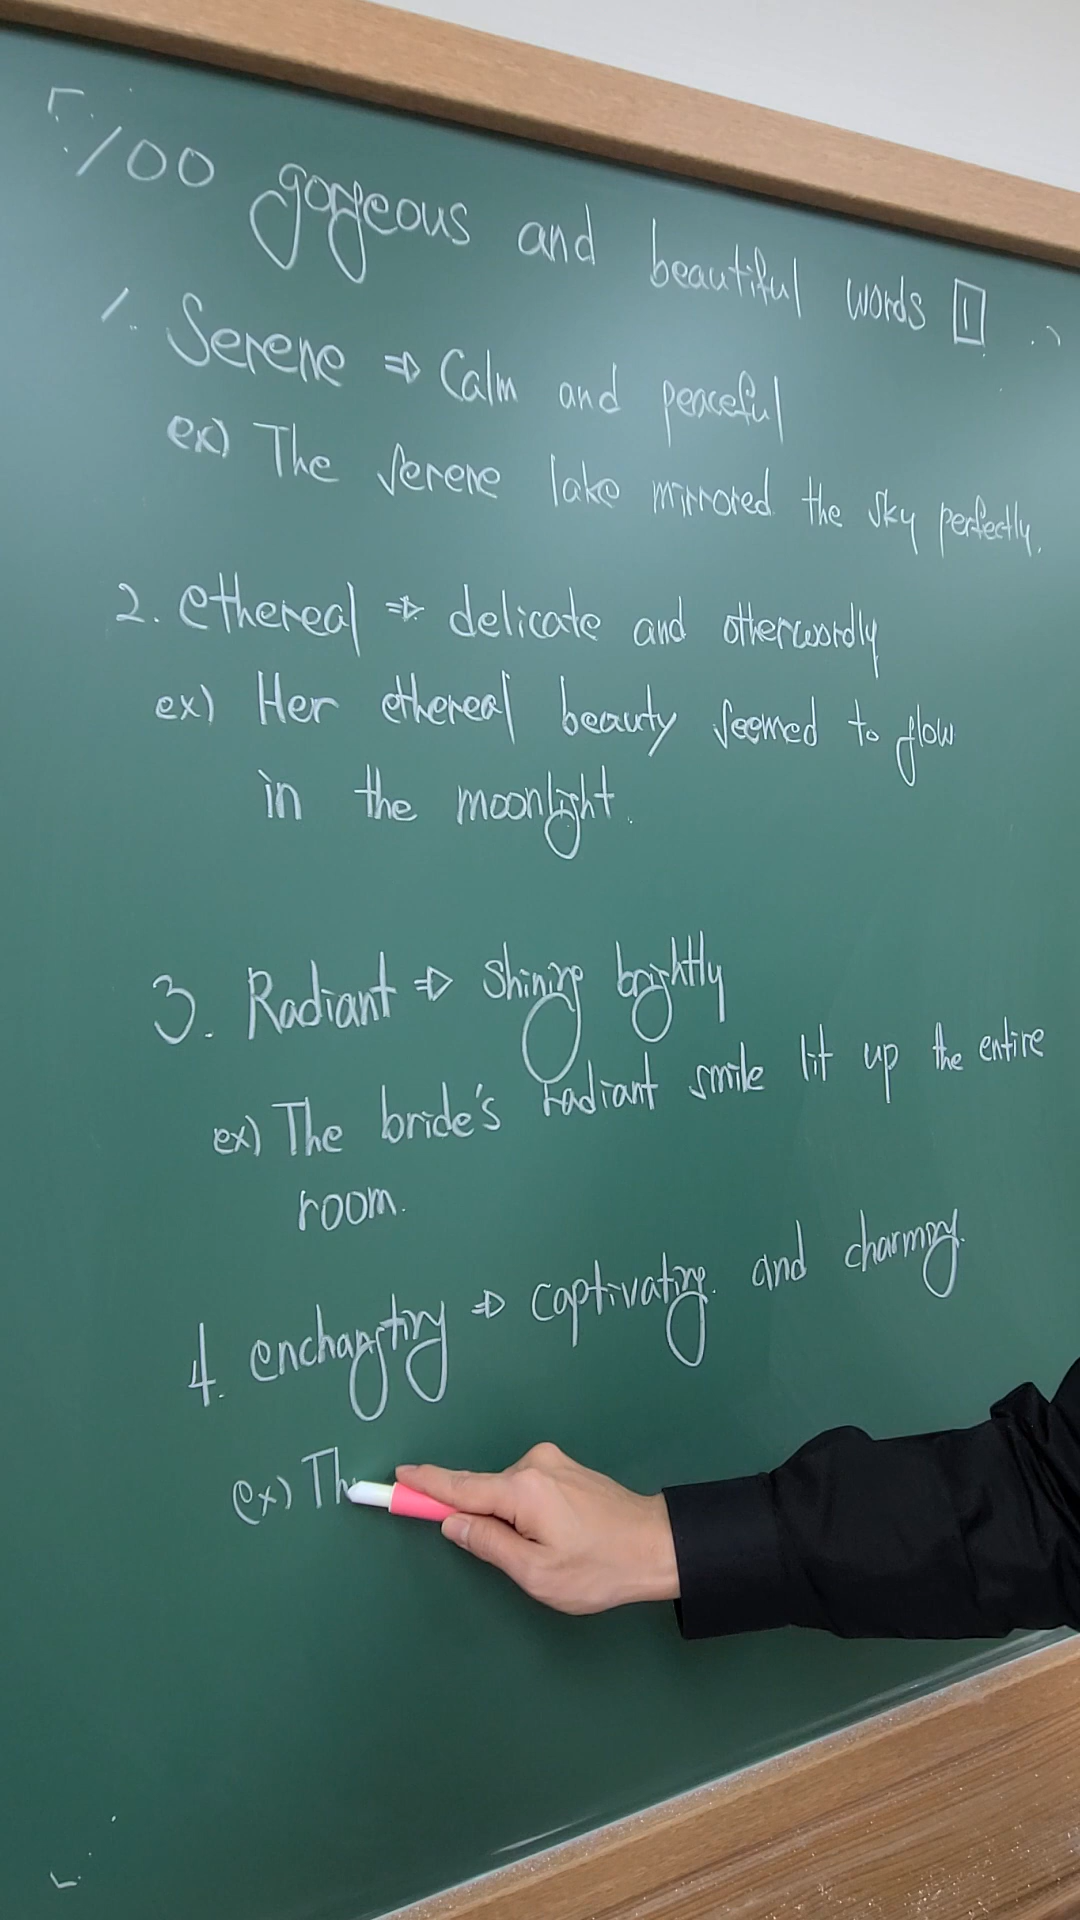 100 gorgeous and beautiful words 1
1. Serene ⇒ Calm and peaceful
ex) The serene lake mirrored the sky perfectly.
2. ethereal ⇒ delicate and otherwordly
ex) Her ethereal beauty seemed to glow
in the moonlight.
3. Radiant ⇒ Shining brightly
ex) The bride's radiant smile lit up the entire
room.
4. enchangting ⇒ captivating and charming.
ex) Th